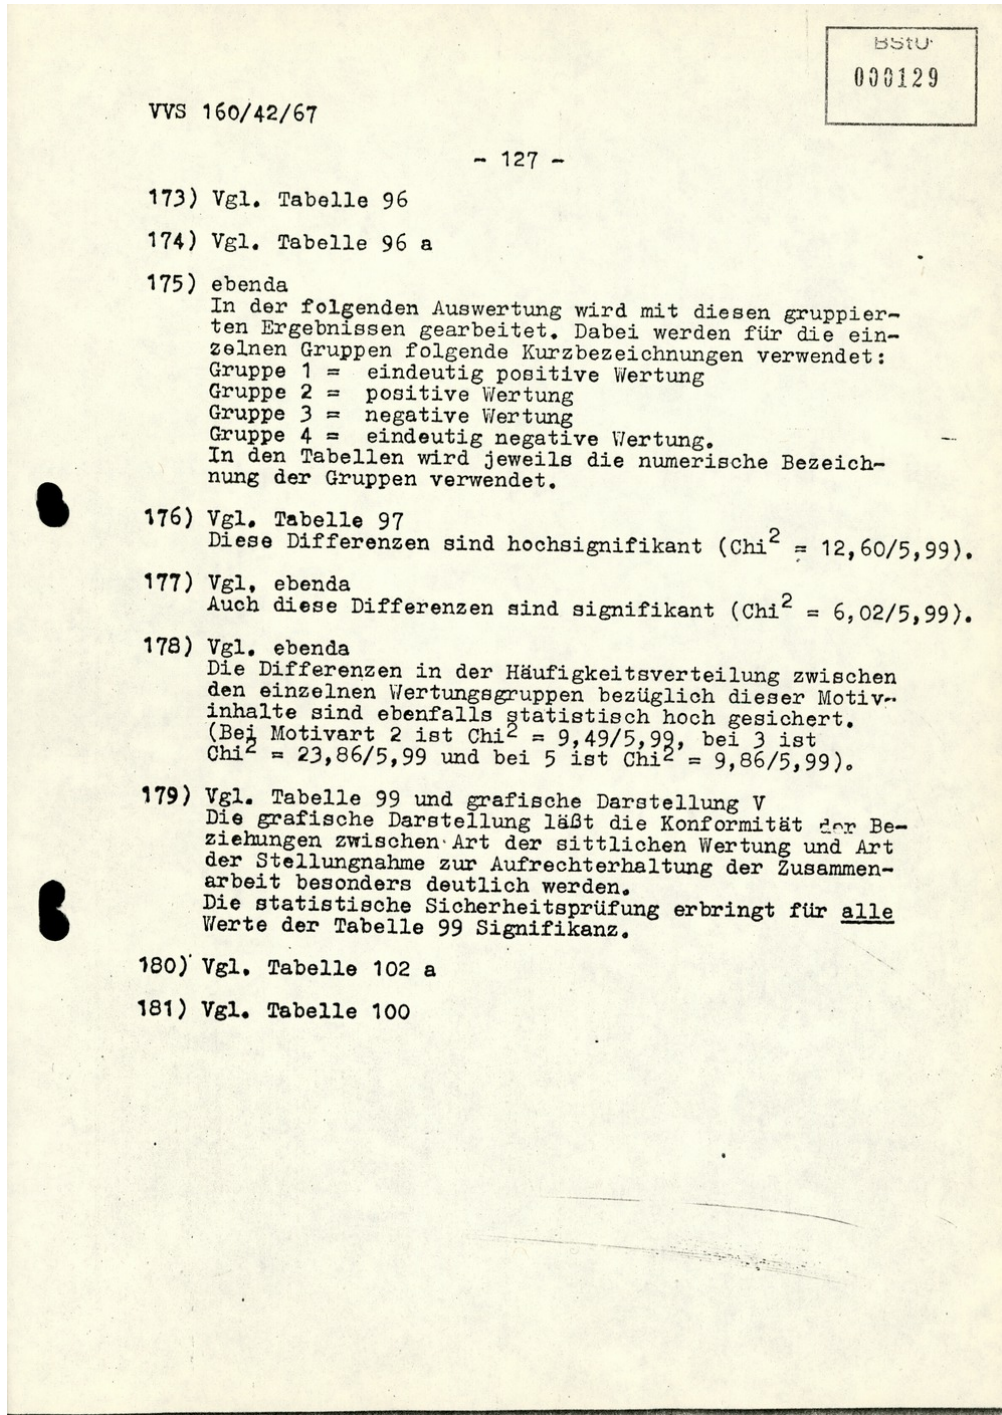 BStU
000129
VVS 160/42/67
- 127 -
173) Vgl. Tabelle 96
174) Vgl. Tabelle 96 a
175) ebenda
In der folgenden Auswertung wird mit diesen gruppier-
ten Ergebnissen gearbeitet. Dabei werden für die ein-
zelnen Gruppen folgende Kurzbezeichnungen verwendet:
Gruppe 1 = eindeutig positive Wertung
Gruppe 2 = positive Wertung
Gruppe 3 = negative Wertung
Gruppe 4 = eindeutig negative Wertung.
In den Tabellen wird jeweils die numerische Bezeich-
nung der Gruppen verwendet.
176) Vgl. Tabelle 97
Diese Differenzen sind hochsignifikant (Chi² = 12,60/5,99).
177) Vgl. ebenda
Auch diese Differenzen sind signifikant (Chi² = 6,02/5,99).
178) Vgl. ebenda
Die Differenzen in der Häufigkeitsverteilung zwischen
den einzelnen Wertungsgruppen bezüglich dieser Motiv-
inhalte sind ebenfalls statistisch hoch gesichert.
(Bei Motivart 2 ist Chi² = 9,49/5,99, bei 3 ist
Chi² = 23,86/5,99 und bei 5 ist Chi² = 9,86/5,99).
179) Vgl. Tabelle 99 und grafische Darstellung V
Die grafische Darstellung läßt die Konformität der Be-
ziehungen zwischen Art der sittlichen Wertung und Art
der Stellungnahme zur Aufrechterhaltung der Zusammen-
arbeit besonders deutlich werden.
Die statistische Sicherheitsprüfung erbringt für alle
Werte der Tabelle 99 Signifikanz.
180) Vgl. Tabelle 102 a
181) Vgl. Tabelle 100